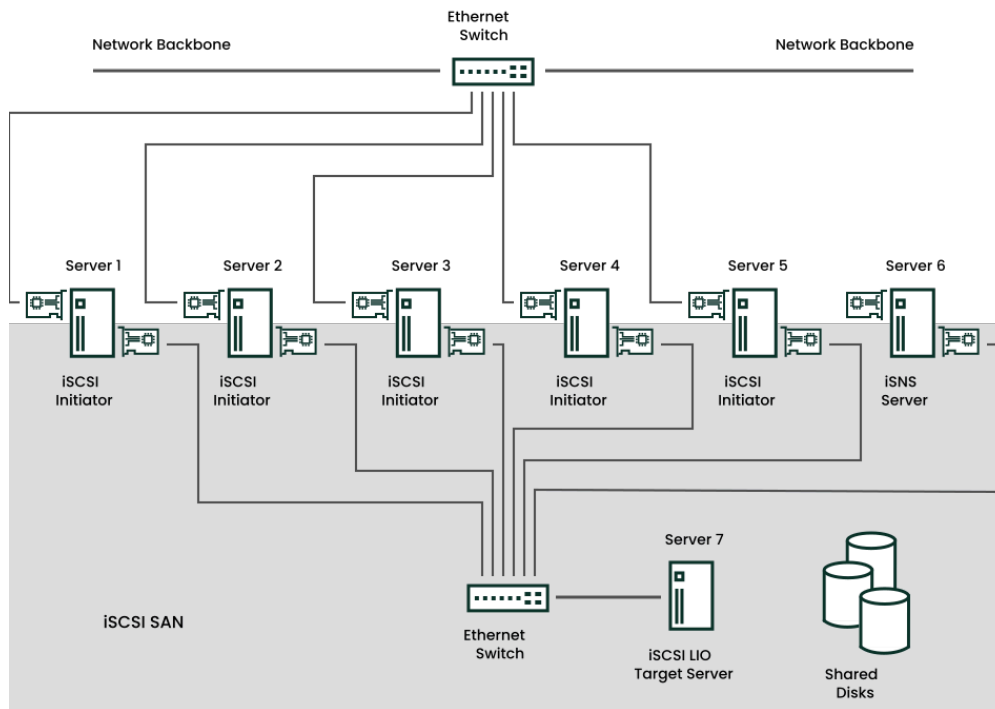 Ethernet
Switch
Network Backbone
Network Backbone
Server 1
Server 2
Server 3
Server 4
Server 5
Server 6
iSCSI
Initiator
iSCSI
Initiator
iSCSI
Initiator
iSCSI
Initiator
iSCSI
Initiator
iSNS
Server
Server 7
iSCSI SAN
Ethernet
Switch
iSCSI LIO
Target Server
Shared
Disks